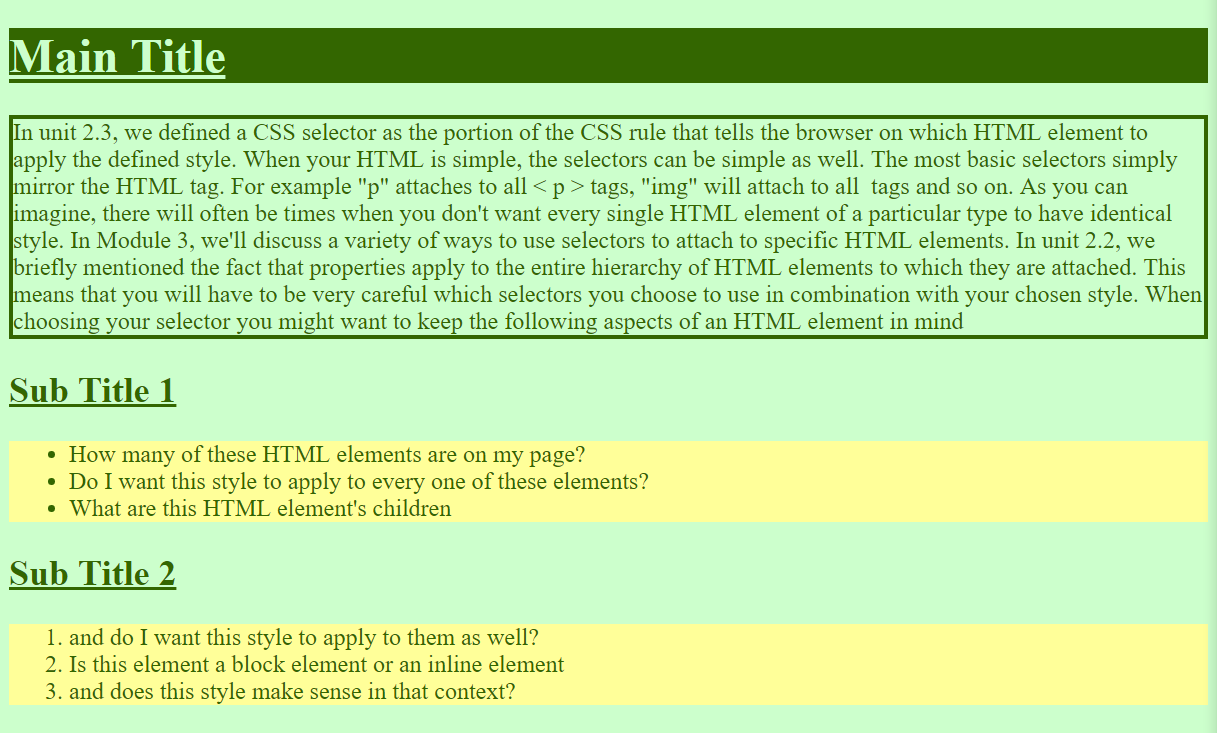 Main Title
In unit 2.3, we defined a CSS selector as the portion of the CSS rule that tells the browser on which HTML element to
apply the defined style. When your HTML is simple, the selectors can be simple as well. The most basic selectors simply
mirror the HTML tag. For example "p" attaches to all < p > tags, "img" will attach to all  tags and so on. As you can
imagine, there will often be times when you don't want every single HTML element of a particular type to have identical
style. In Module 3, we'll discuss a variety of ways to use selectors to attach to specific HTML elements. In unit 2.2, we
briefly mentioned the fact that properties apply to the entire hierarchy of HTML elements to which they are attached. This
means that you will have to be very careful which selectors you choose to use in combination with your chosen style. When
choosing your selector you might want to keep the following aspects of an HTML element in mind
Sub Title 1
• How many of these HTML elements are on my page?
• Do I want this style to apply to every one of these elements?
• What are this HTML element's children
Sub Title 2
1. and do I want this style to apply to them as well?
2. Is this element a block element or an inline element
3. and does this style make sense in that context?